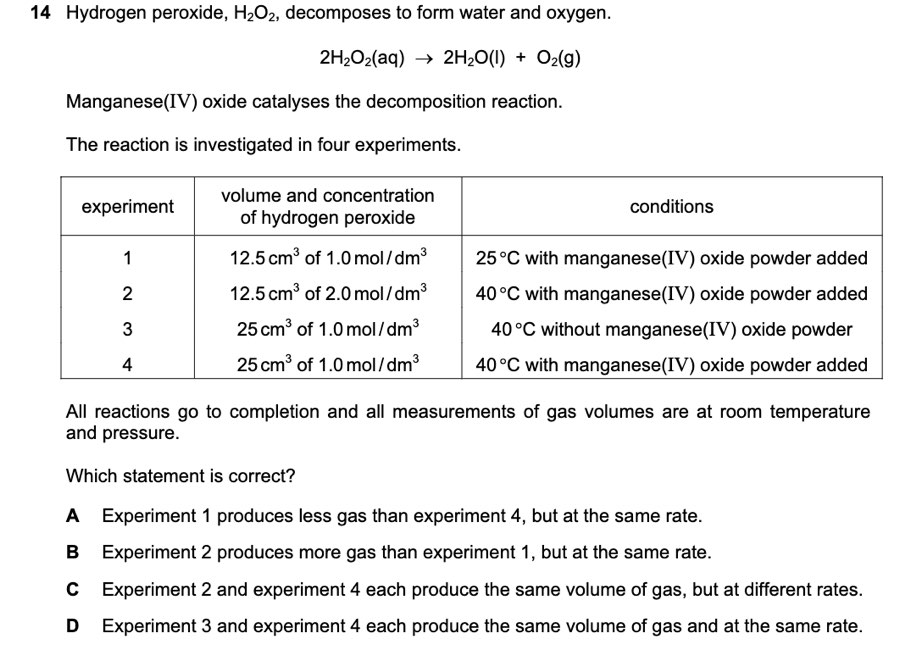 14 Hydrogen peroxide, H₂O₂, decomposes to form water and oxygen.
2H₂O₂(aq) → 2H₂O(l) + O₂(g)
Manganese(IV) oxide catalyses the decomposition reaction.
The reaction is investigated in four experiments.
experiment volume and concentration of hydrogen peroxide conditions
1 12.5 cm³ of 1.0 mol/dm³ 25 °C with manganese(IV) oxide powder added
2 12.5 cm³ of 2.0 mol/dm³ 40 °C with manganese(IV) oxide powder added
3 25 cm³ of 1.0 mol/dm³ 40 °C without manganese(IV) oxide powder
4 25 cm³ of 1.0 mol/dm³ 40 °C with manganese(IV) oxide powder added
All reactions go to completion and all measurements of gas volumes are at room temperature
and pressure.
Which statement is correct?
A Experiment 1 produces less gas than experiment 4, but at the same rate.
B Experiment 2 produces more gas than experiment 1, but at the same rate.
C Experiment 2 and experiment 4 each produce the same volume of gas, but at different rates.
D Experiment 3 and experiment 4 each produce the same volume of gas and at the same rate.